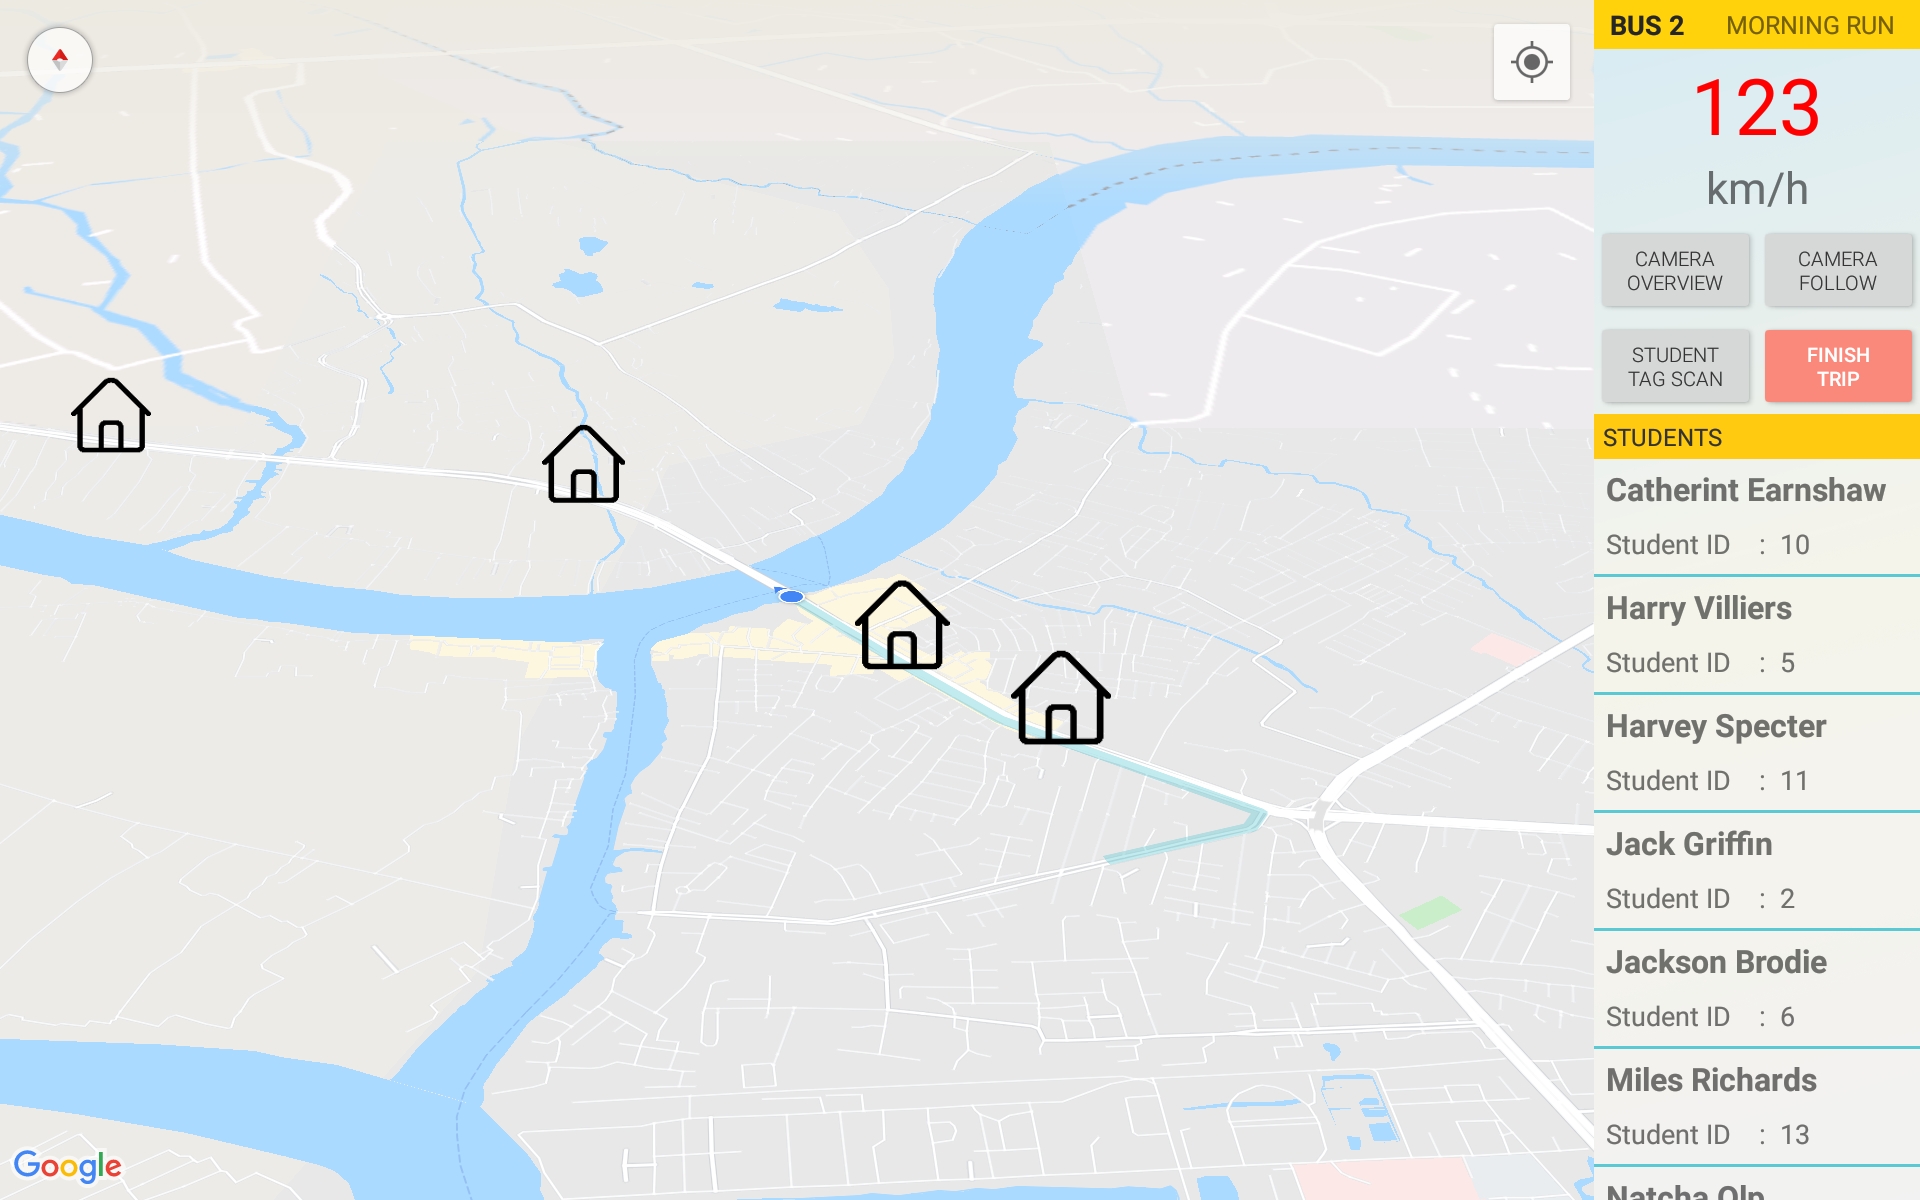 BUS 2 MORNING RUN
123
km/h
CAMERA OVERVIEW
CAMERA FOLLOW
STUDENT TAG SCAN
FINISH TRIP
STUDENTS
Catherint Earnshaw
Student ID : 10
Harry Villiers
Student ID : 5
Harvey Specter
Student ID : 11
Jack Griffin
Student ID : 2
Jackson Brodie
Student ID : 6
Miles Richards
Student ID : 13
Natcha Olp
Google